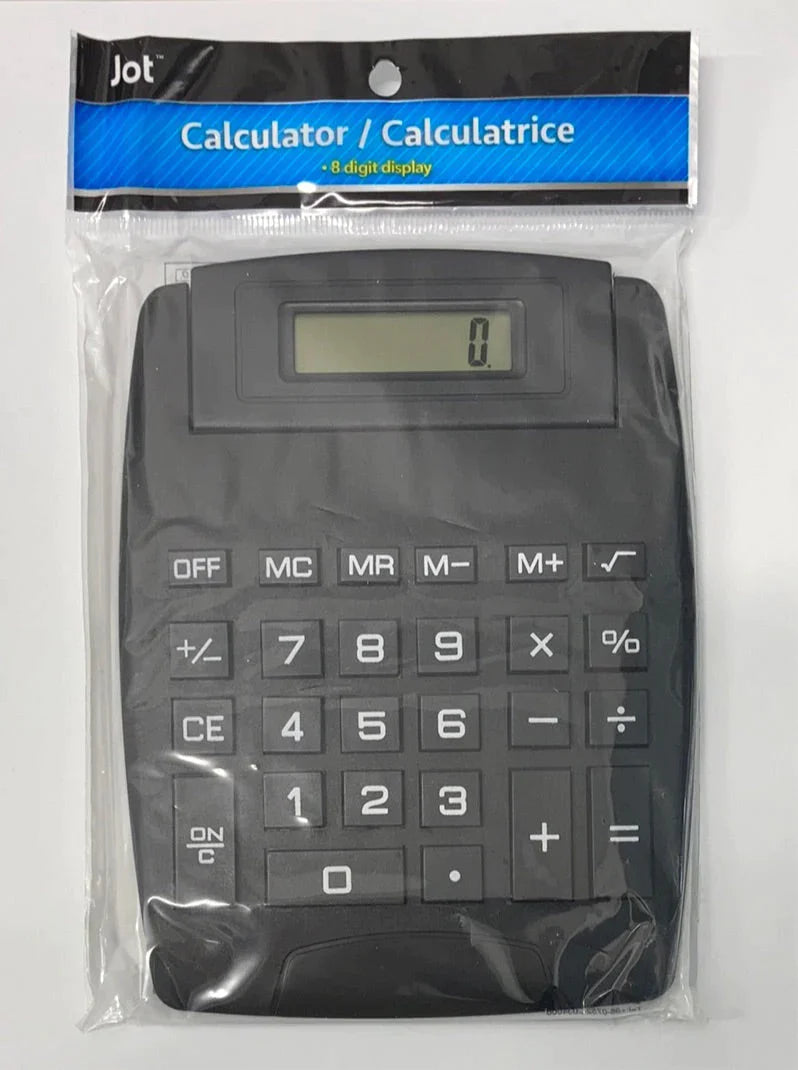 Jot™
Calculator / Calculatrice
• 8 digit display
0.
OFF MC MR M− M+ √
+/− 7 8 9 × %
CE 4 5 6 − ÷
ON/C 1 2 3 + =
0 •